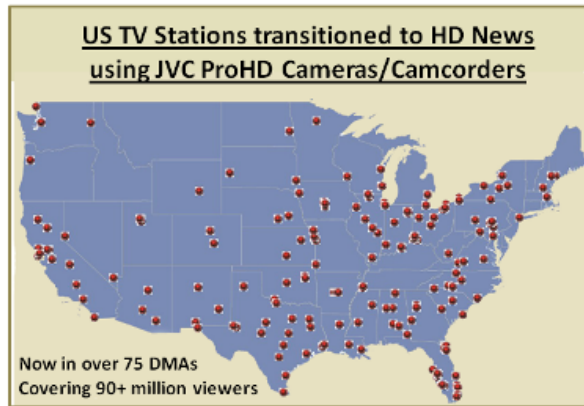 US TV Stations transitioned to HD News
using JVC ProHD Cameras/Camcorders
Now in over 75 DMAs
Covering 90+ million viewers